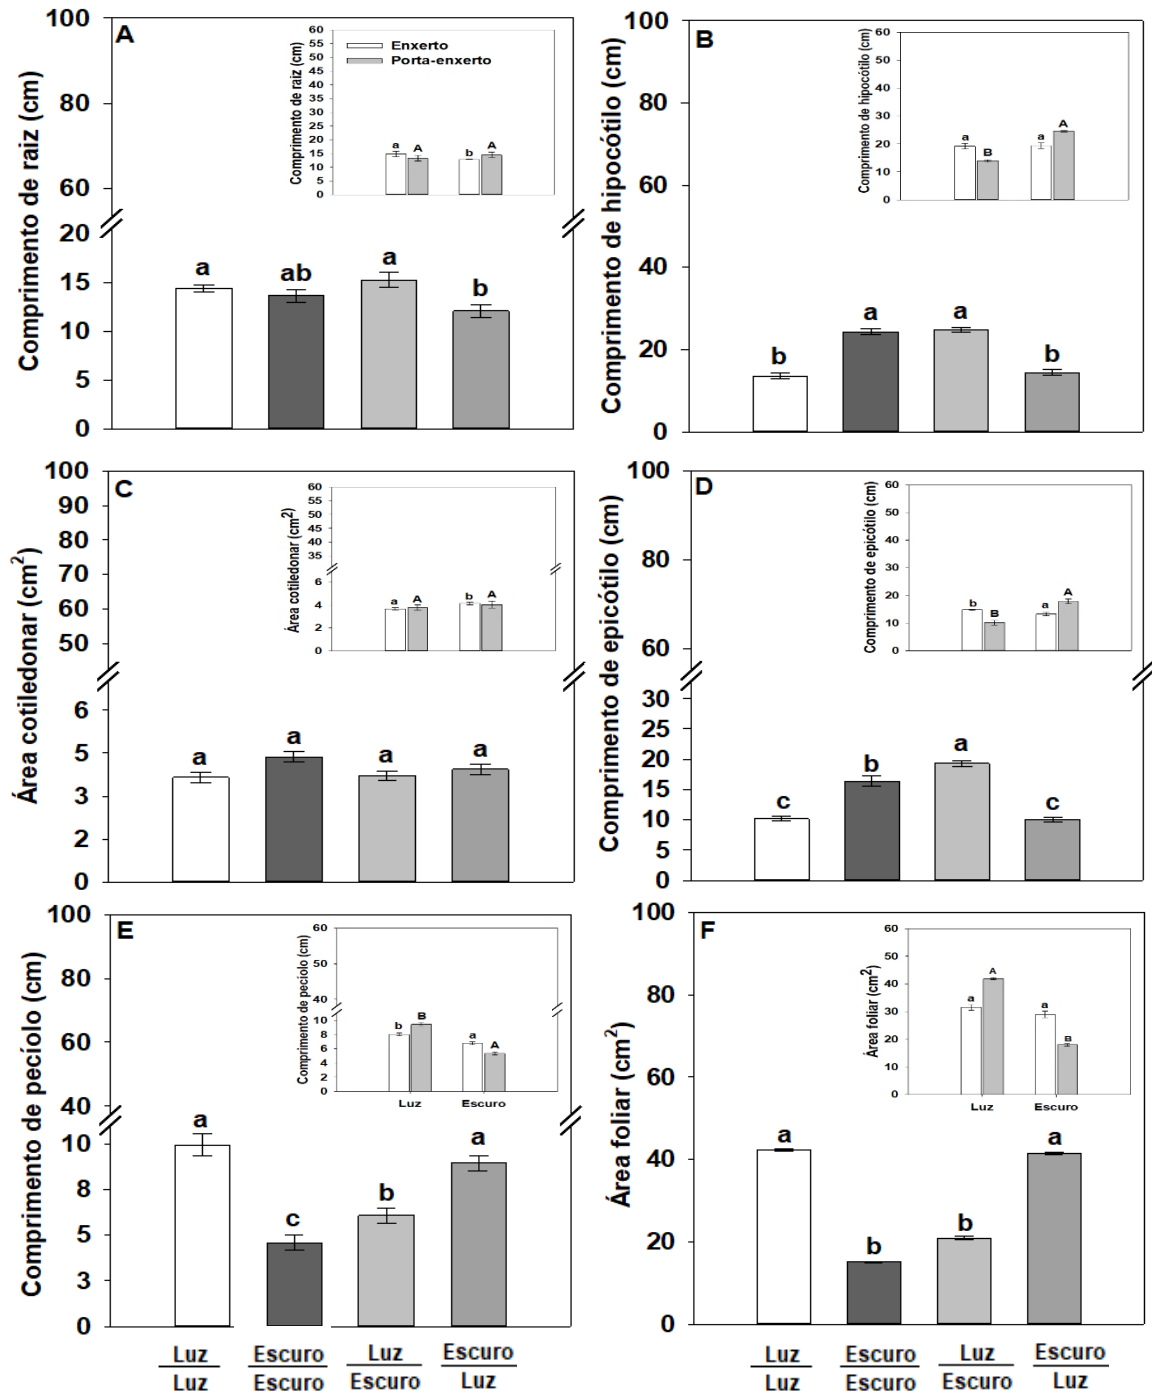 A
Comprimento de raiz (cm)
100
80
60
20
15
10
5
0
a
ab
a
b
Comprimento de raiz (cm)
60
55
50
45
40
35
30
25
20
15
10
5
0
Enxerto
Porta-enxerto
a
A
b
A
B
Comprimento de hipocótilo (cm)
100
80
60
40
20
0
b
a
a
b
Comprimento de hipocótilo (cm)
60
50
40
30
20
10
0
a
B
a
A
C
Área cotiledonar (cm²)
100
90
80
70
60
50
6
5
3
2
0
a
a
a
a
Área cotiledonar (cm²)
60
55
50
45
40
35
6
4
2
0
a
A
b
A
D
Comprimento de epicótilo (cm)
100
80
60
30
25
20
15
10
5
0
c
b
a
c
Comprimento de epicótilo (cm)
60
50
40
30
20
10
0
b
B
a
A
E
Comprimento de pecíolo (cm)
100
80
60
40
10
8
5
3
0
a
c
b
a
Comprimento de pecíolo (cm)
60
50
40
10
8
6
4
2
0
b
B
a
A
Luz
Escuro
F
Área foliar (cm²)
100
80
60
40
20
0
a
b
b
a
Área foliar (cm²)
60
50
40
30
20
10
0
a
A
a
B
Luz
Escuro
Luz Escuro Luz Escuro
Luz Escuro Escuro Luz
Luz Escuro Luz Escuro
Luz Escuro Escuro Luz